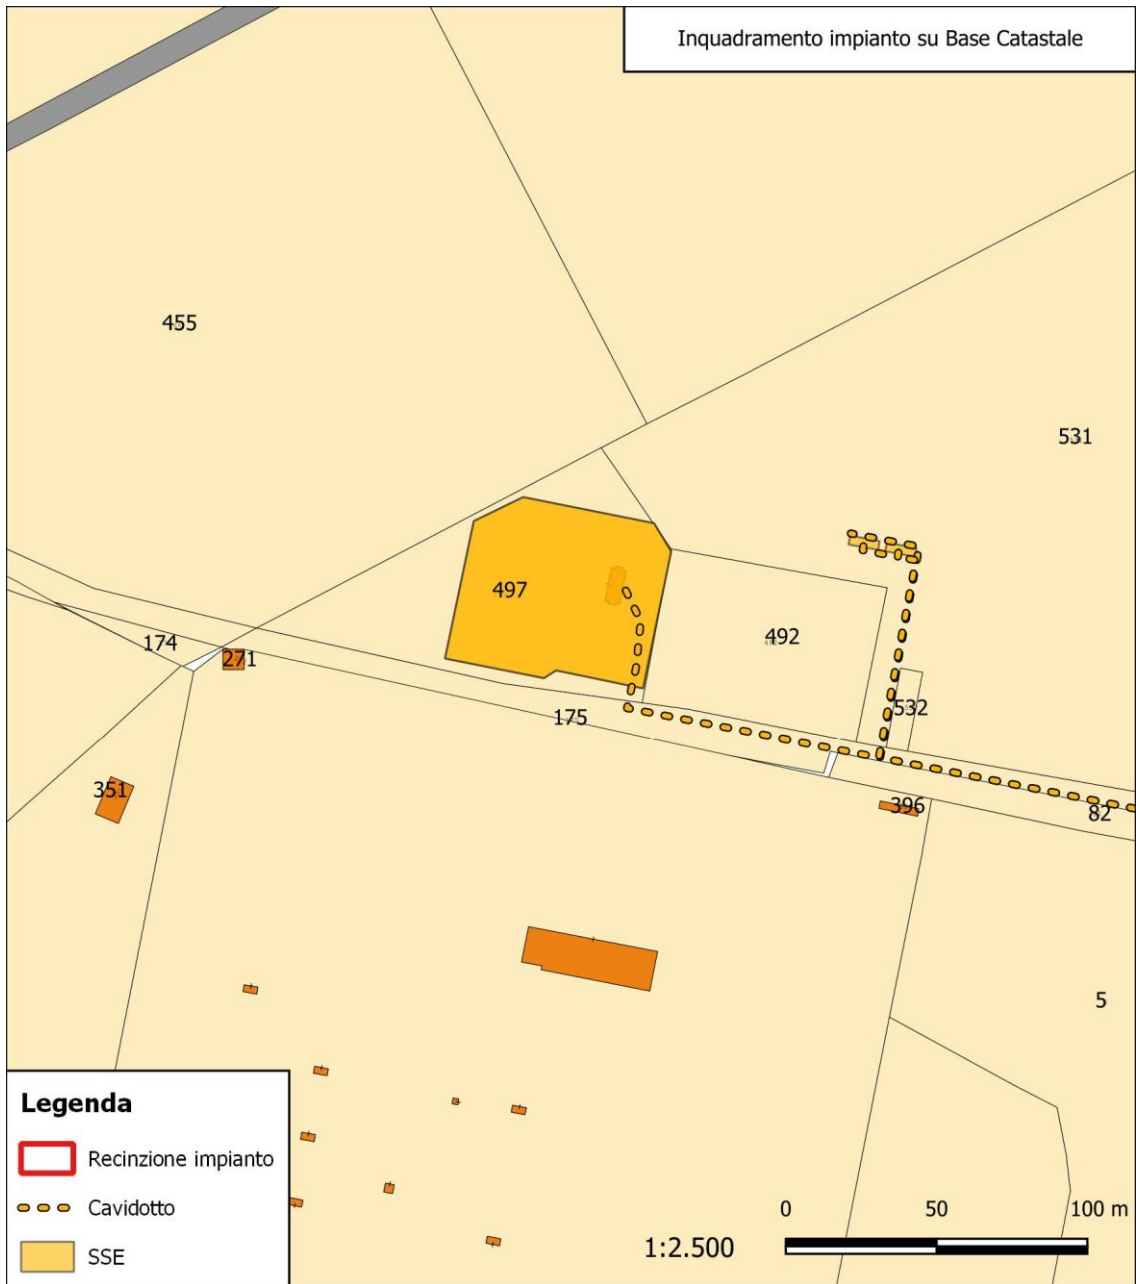 Inquadramento impianto su Base Catastale
455
531
497
492
174
271
532
175
351
396
82
5
Legenda
Recinzione impianto
Cavidotto
SSE
0 50 100 m
1:2.500